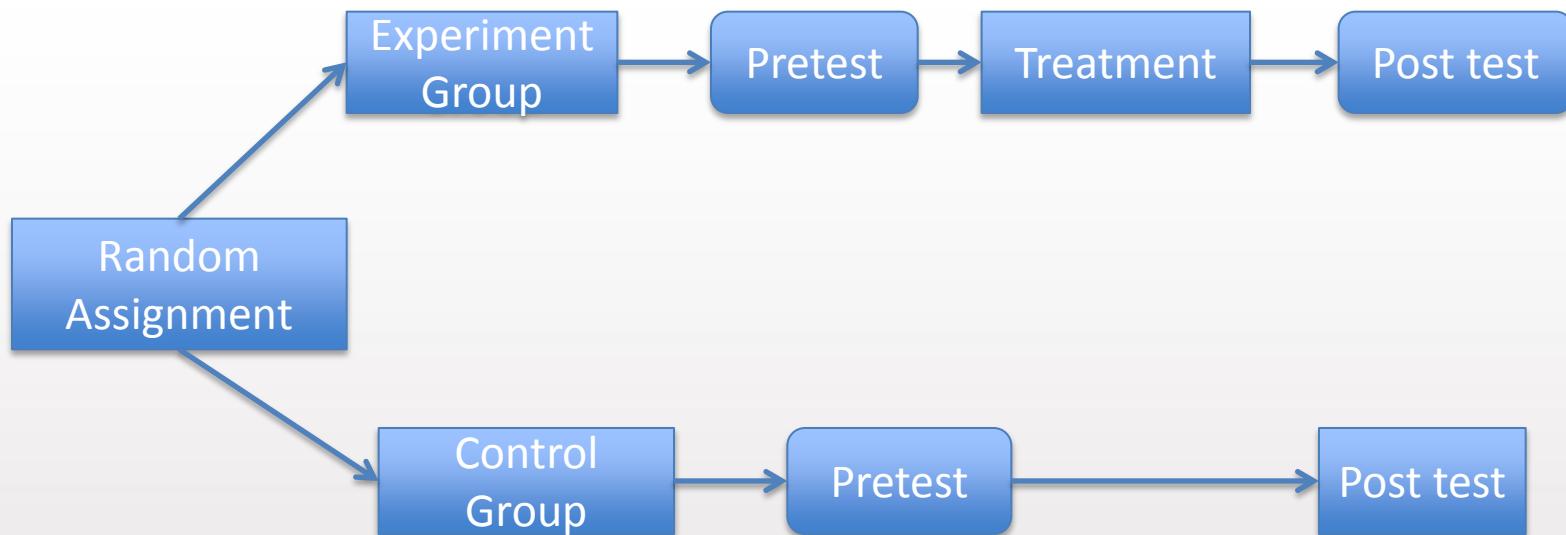 Experiment
Group
Pretest
Treatment
Post test
Random
Assignment
Control
Group
Pretest
Post test